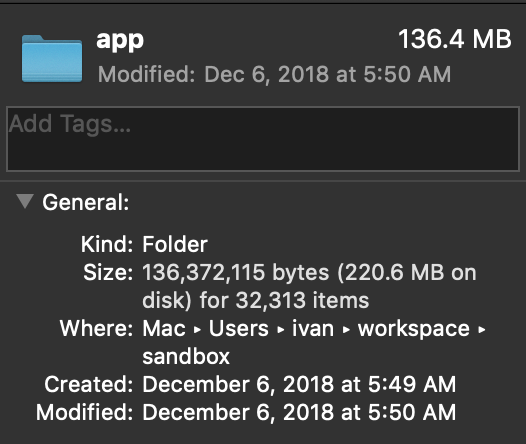 app 136.4 MB
Modified: Dec 6, 2018 at 5:50 AM
Add Tags...
General:
Kind: Folder
Size: 136,372,115 bytes (220.6 MB on
disk) for 32,313 items
Where: Mac ▸ Users ▸ ivan ▸ workspace ▸
sandbox
Created: December 6, 2018 at 5:49 AM
Modified: December 6, 2018 at 5:50 AM